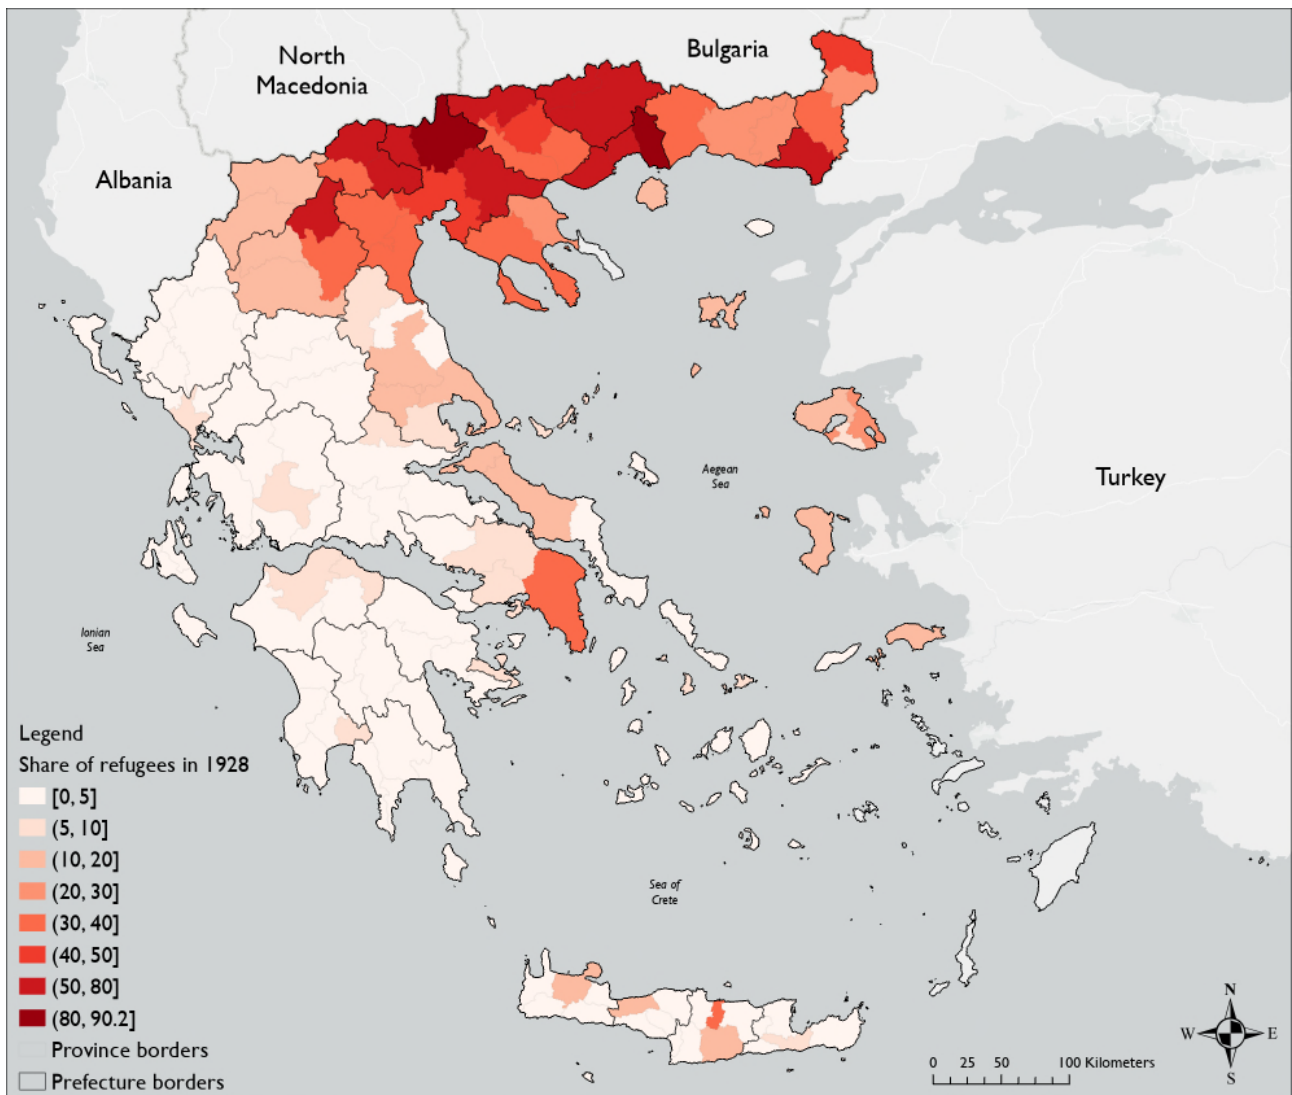 North
Macedonia
Bulgaria
Albania
Turkey
Aegean
Sea
Ionian
Sea
Sea of
Crete
Legend
Share of refugees in 1928
[0, 5]
(5, 10]
(10, 20]
(20, 30]
(30, 40]
(40, 50]
(50, 80]
(80, 90.2]
Province borders
Prefecture borders
N
W E
S
0 25 50 100 Kilometers